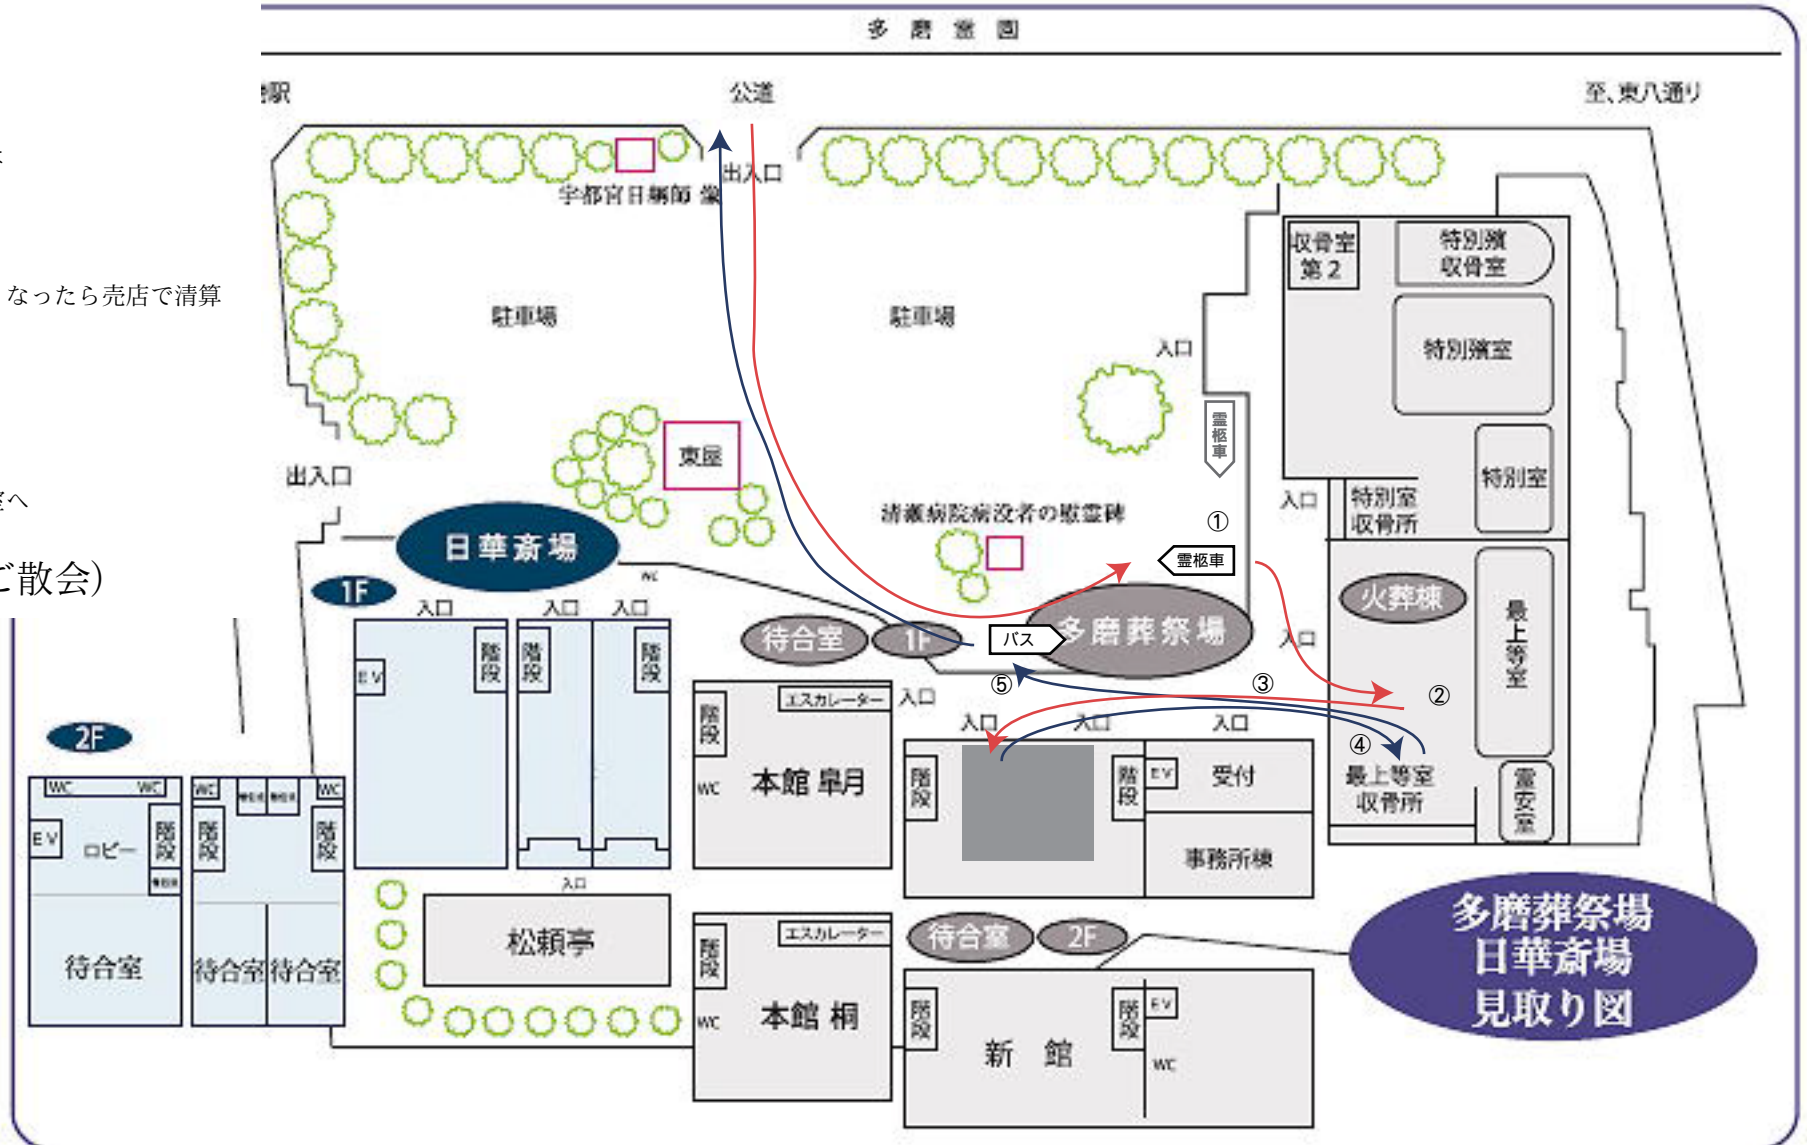 多磨霊園
駅
公道
至、東八通り
出入口
宇都宮日綱師 像
収骨室
第2
特別殯
収骨室
なったら売店で清算
駐車場
駐車場
入口
特別殯室
霊柩車
東屋
出入口
特別室
入口
特別室
収骨所
へ
清瀬病院病没者の慰霊碑
①
日華斎場
霊柩車
ご散会)
WC
1F
火葬棟
最上等室
入口
入口
入口
待合室
1F
バス
多磨葬祭場
入口
階段
階段
階段
EV
⑤
③
②
エスカレーター
入口
階段
入口
入口
入口
2F
④
WC
本館 皐月
階段
階段
EV
受付
最上等室
収骨所
霊安室
WC
WC
WC
WC
EV
ロビー
階段
階段
階段
事務所棟
入口
松頼亭
エスカレーター
階段
待合室
2F
多磨葬祭場
日華斎場
見取り図
待合室
待合室
待合室
WC
本館 桐
階段
階段
EV
新館
WC